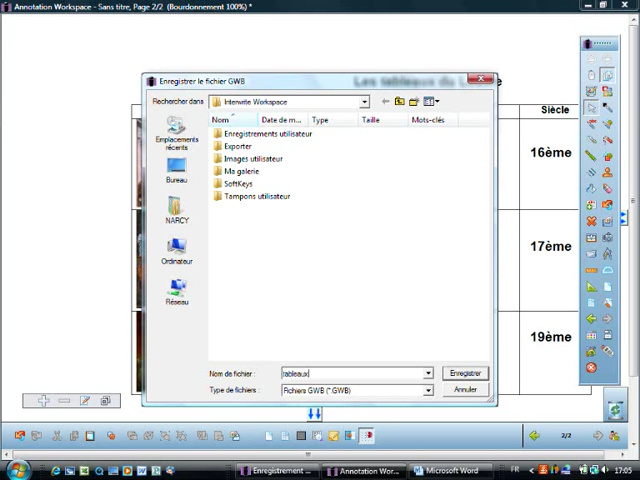 Annotation Workspace - Sans titre, Page 2/2 (Bourdonnement 100%) *
Les tableaux du
Enregistrer le fichier GWB
Rechercher dans
Interwrite Workspace
Nom
Date de m...
Type
Taille
Mots-clés
Emplacements récents
Bureau
NARCY
Ordinateur
Réseau
Enregistrements utilisateur
Exporter
Images utilisateur
Ma galerie
SoftKeys
Tampons utilisateur
Nom de fichier :
tableaux
Enregistrer
Type de fichiers :
Fichiers GWB (*.GWB)
Annuler
Siècle
16ème
17ème
19ème
2/2
Enregistrement ...
Annotation Wor...
Microsoft Word
FR
17:05